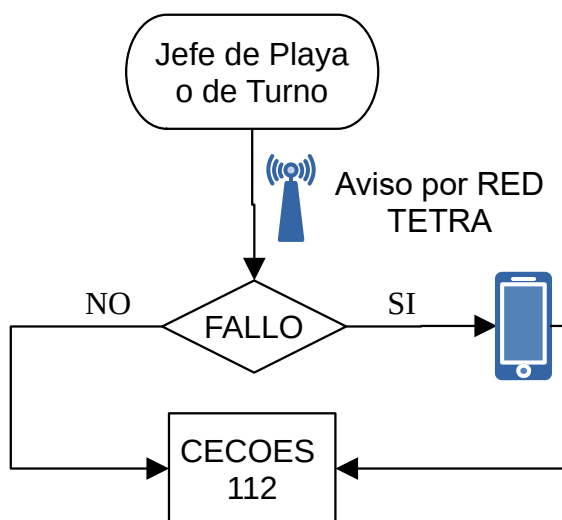 Jefe de Playa
o de Turno
Aviso por RED
TETRA
NO
FALLO
SI
CECOES
112